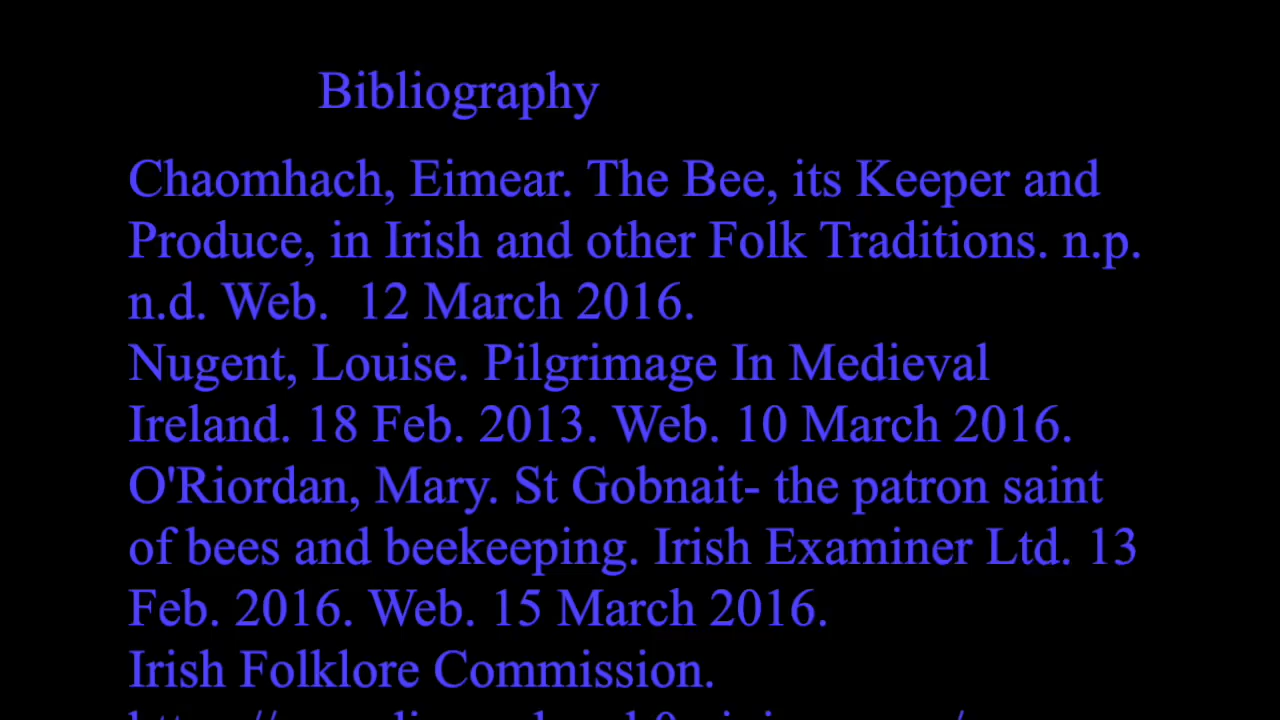 Bibliography
Chaomhach, Eimear. The Bee, its Keeper and
Produce, in Irish and other Folk Traditions. n.p.
n.d. Web.  12 March 2016.
Nugent, Louise. Pilgrimage In Medieval
Ireland. 18 Feb. 2013. Web. 10 March 2016.
O'Riordan, Mary. St Gobnait- the patron saint
of bees and beekeeping. Irish Examiner Ltd. 13
Feb. 2016. Web. 15 March 2016.
Irish Folklore Commission.